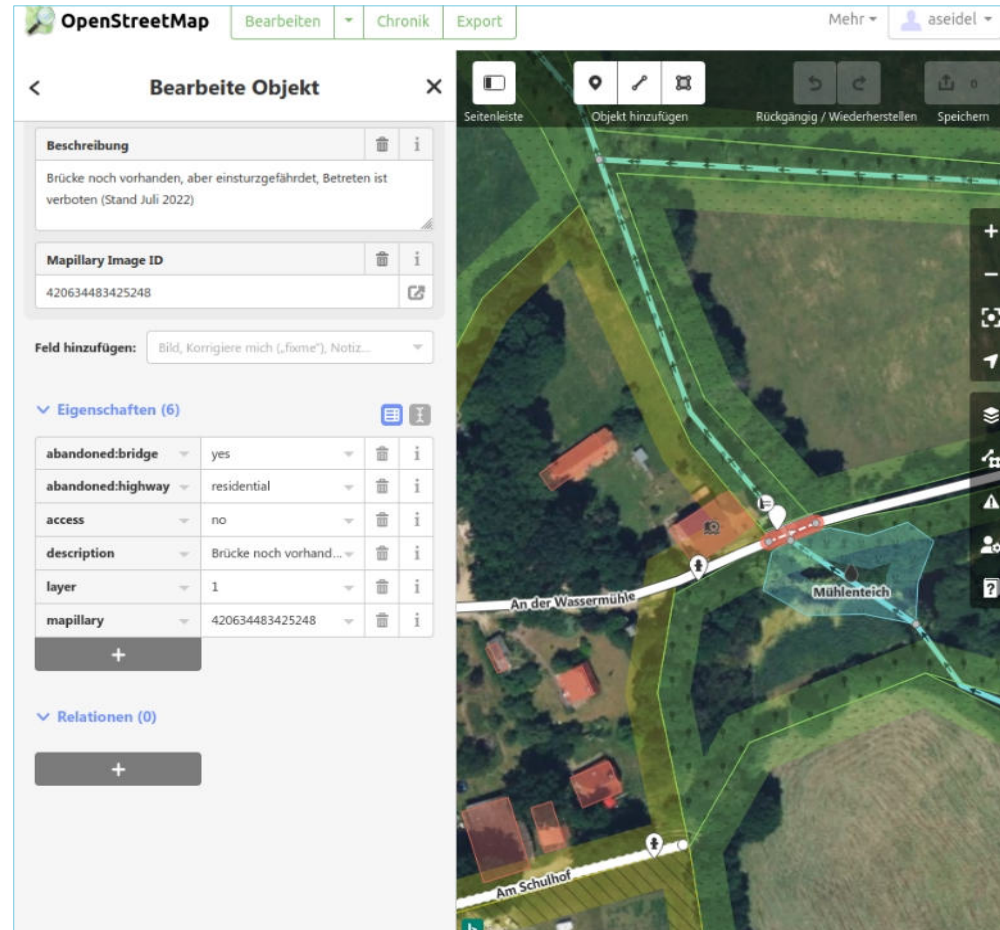 OpenStreetMap
Bearbeiten
Chronik
Export
Mehr
aseidel
Bearbeite Objekt
Seitenleiste
Objekt hinzufügen
Rückgängig / Wiederherstellen
Speichern
0
Beschreibung
Brücke noch vorhanden, aber einsturzgefährdet, Betreten ist
verboten (Stand Juli 2022)
Mapillary Image ID
420634483425248
Feld hinzufügen: Bild, Korrigiere mich („fixme“), Notiz...
Eigenschaften (6)
abandoned:bridge yes
abandoned:highway residential
access no
description Brücke noch vorhand...
layer 1
mapillary 420634483425248
+
Relationen (0)
+
An der Wassermühle
Mühlenteich
Am Schulhof